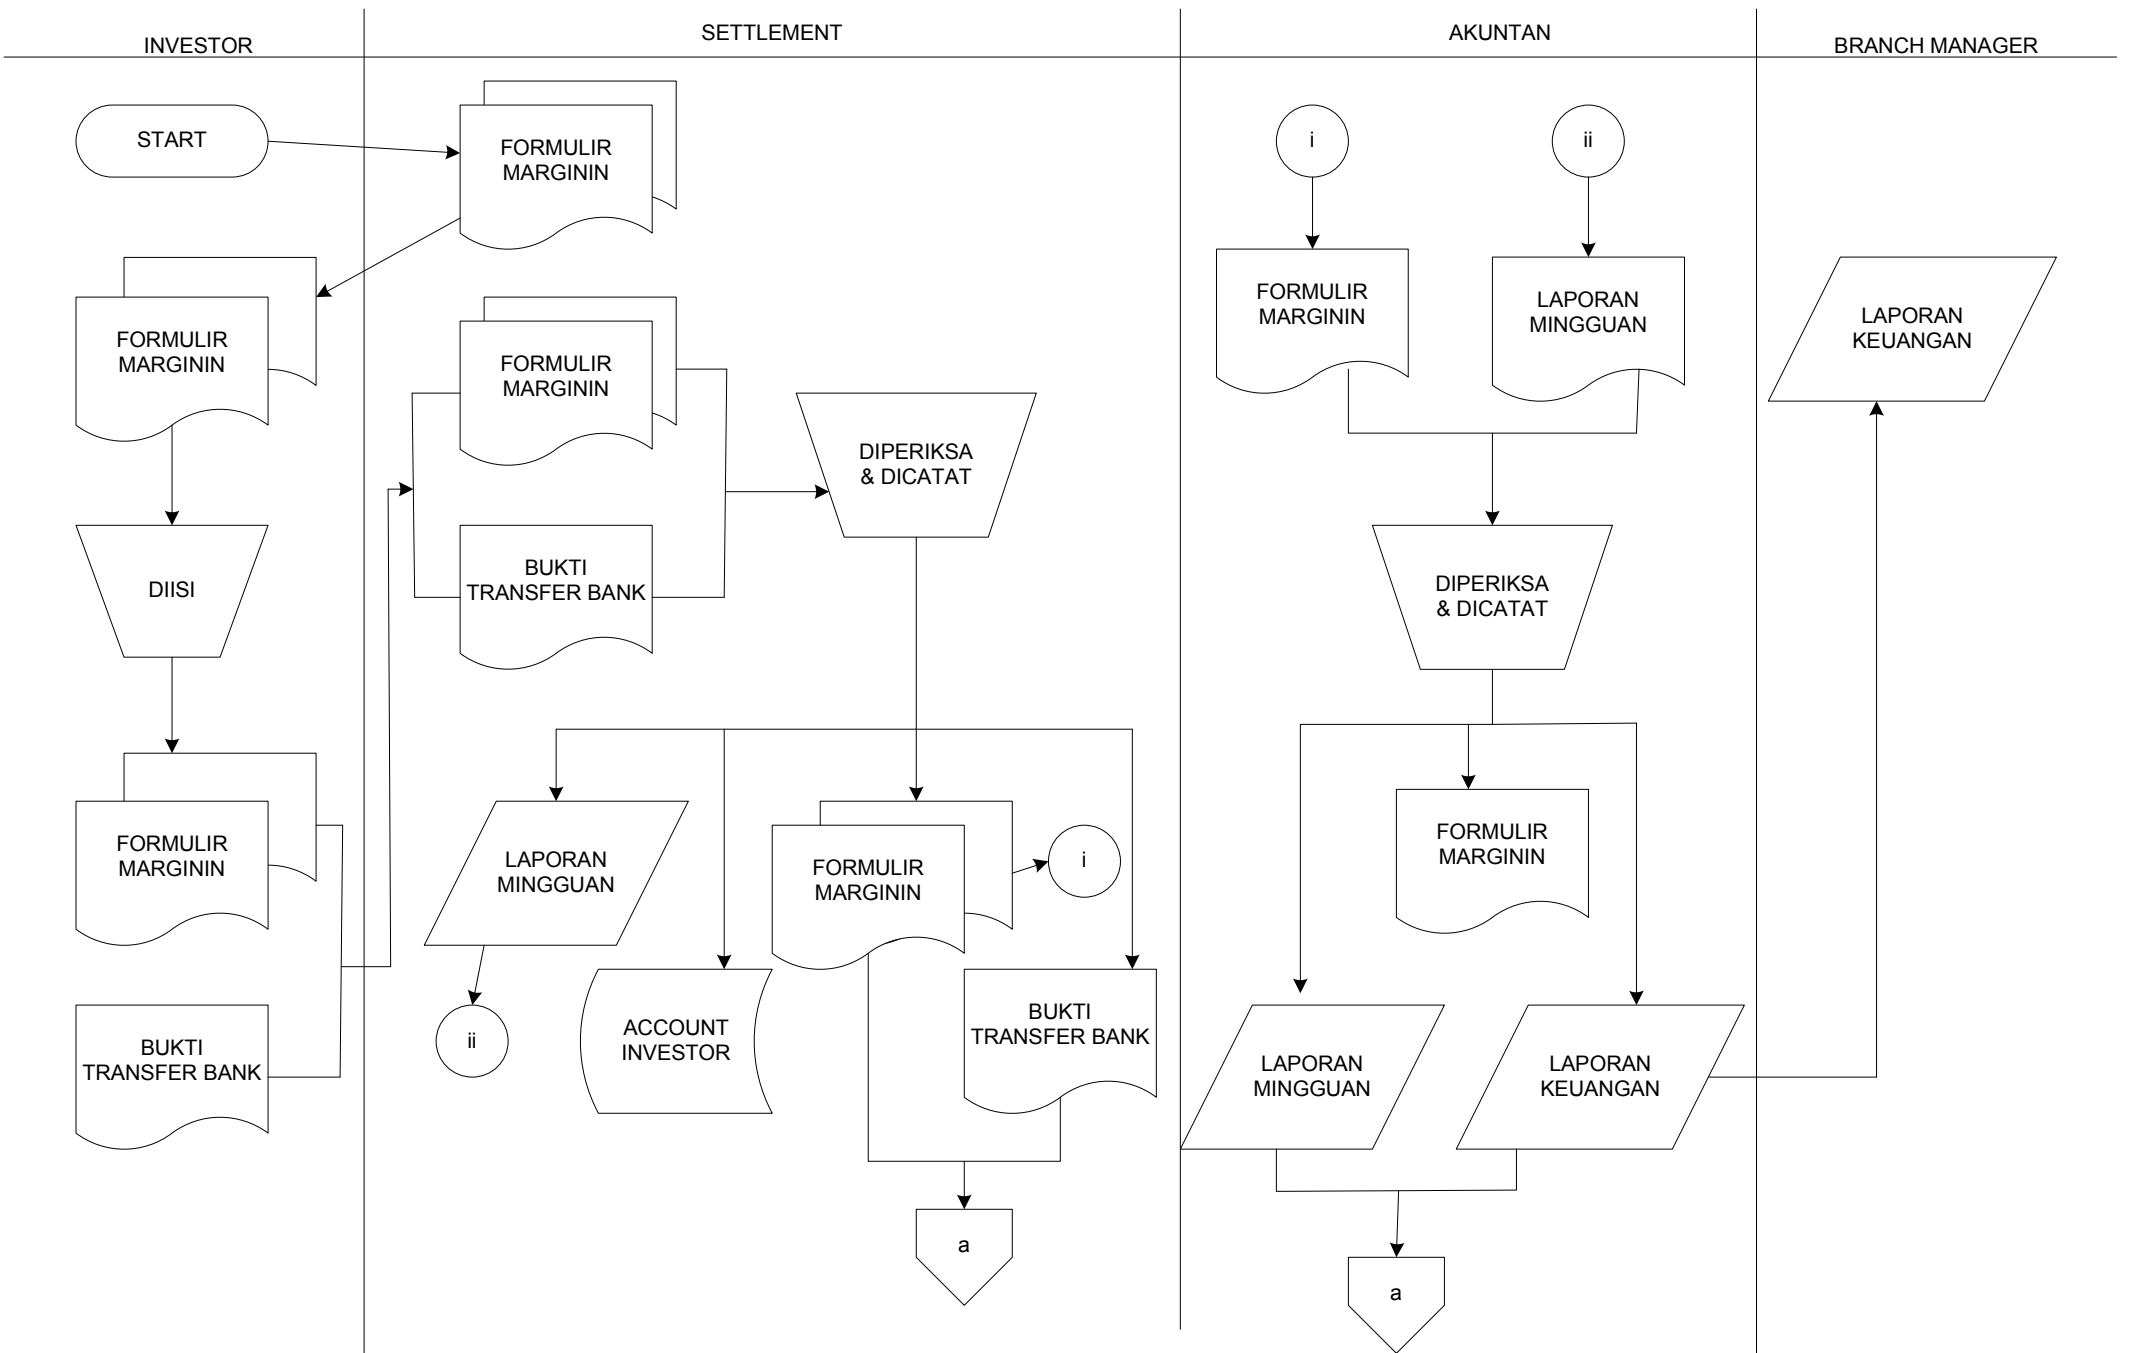 INVESTOR
SETTLEMENT
AKUNTAN
BRANCH MANAGER
START
FORMULIR
MARGININ
FORMULIR
MARGININ
DIISI
FORMULIR
MARGININ
BUKTI
TRANSFER BANK
FORMULIR
MARGININ
BUKTI
TRANSFER BANK
DIPERIKSA
& DICATAT
LAPORAN
MINGGUAN
ii
ACCOUNT
INVESTOR
FORMULIR
MARGININ
i
BUKTI
TRANSFER BANK
a
i
ii
FORMULIR
MARGININ
LAPORAN
MINGGUAN
DIPERIKSA
& DICATAT
FORMULIR
MARGININ
LAPORAN
MINGGUAN
LAPORAN
KEUANGAN
a
LAPORAN
KEUANGAN